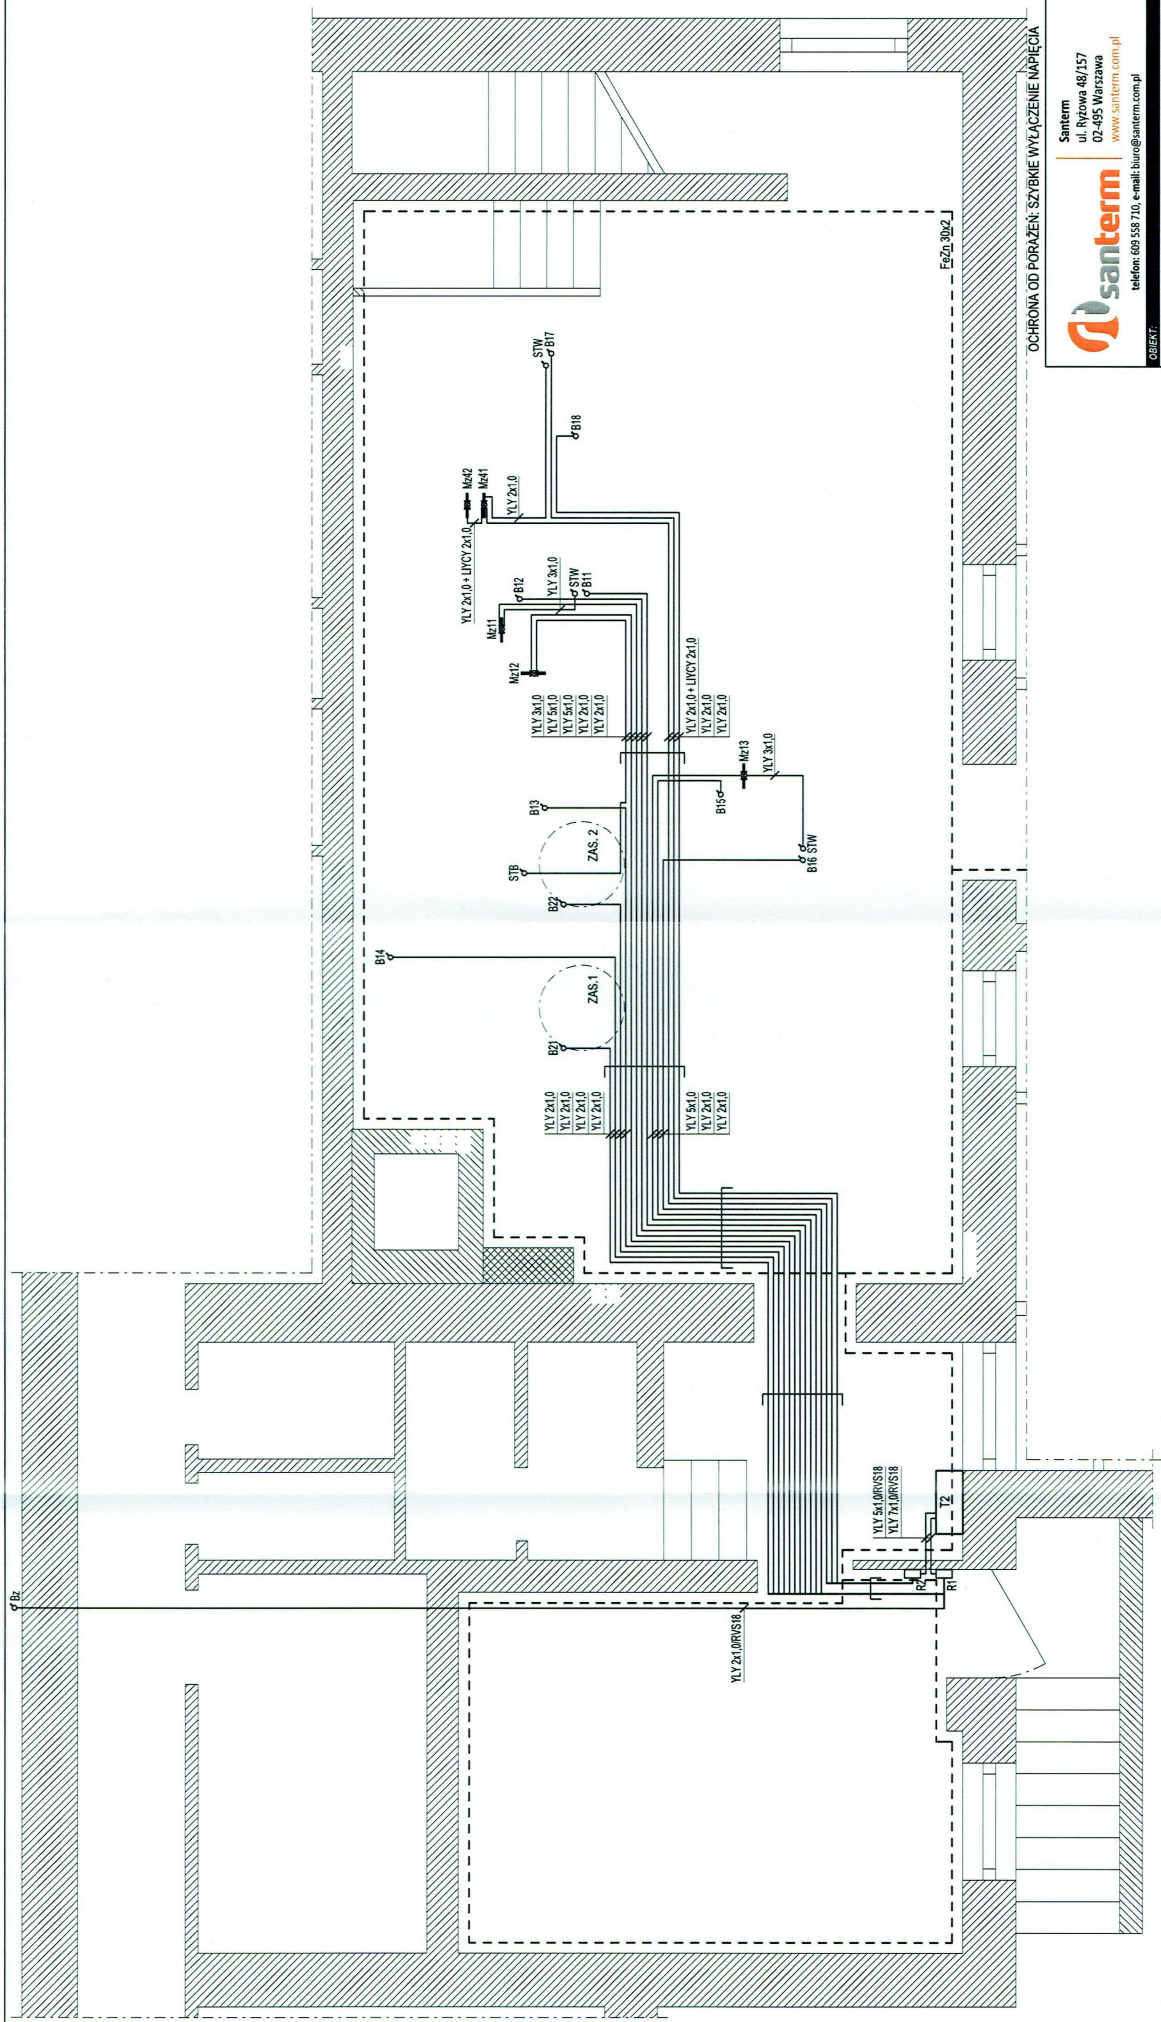 Bz
B14
B21
B22
STB
B13
ZAS.1
ZAS. 2
YLY 2x1,0
YLY 2x1,0
YLY 2x1,0
YLY 2x1,0
YLY 5x1,0
YLY 2x1,0
YLY 2x1,0
YLY 3x1,0
YLY 5x1,0
YLY 5x1,0
YLY 2x1,0
YLY 2x1,0
YLY 2x1,0 + LIYCY 2x1,0
YLY 2x1,0
YLY 2x1,0
Mz12
Mz11
B12
YLY 3x1,0
STW
B11
YLY 2x1,0 + LIYCY 2x1,0
Mz42
Mz41
YLY 2x1,0
STW
B17
B18
B15
Mz13
YLY 3x1,0
B16 STW
FeZn 30x2
YLY 2x1,0/RVS18
YLY 5x1,0/RVS18
YLY 7x1,0/RVS18
T2
R2
R1
OCHRONA OD PORAŻEŃ: SZYBKIE WYŁĄCZENIE NAPIĘCIA
santerm
Santerm
ul. Ryżowa 48/157
02-495 Warszawa
www.santerm.com.pl
telefon: 609 558 710, e-mail: biuro@santerm.com.pl
OBIEKT: